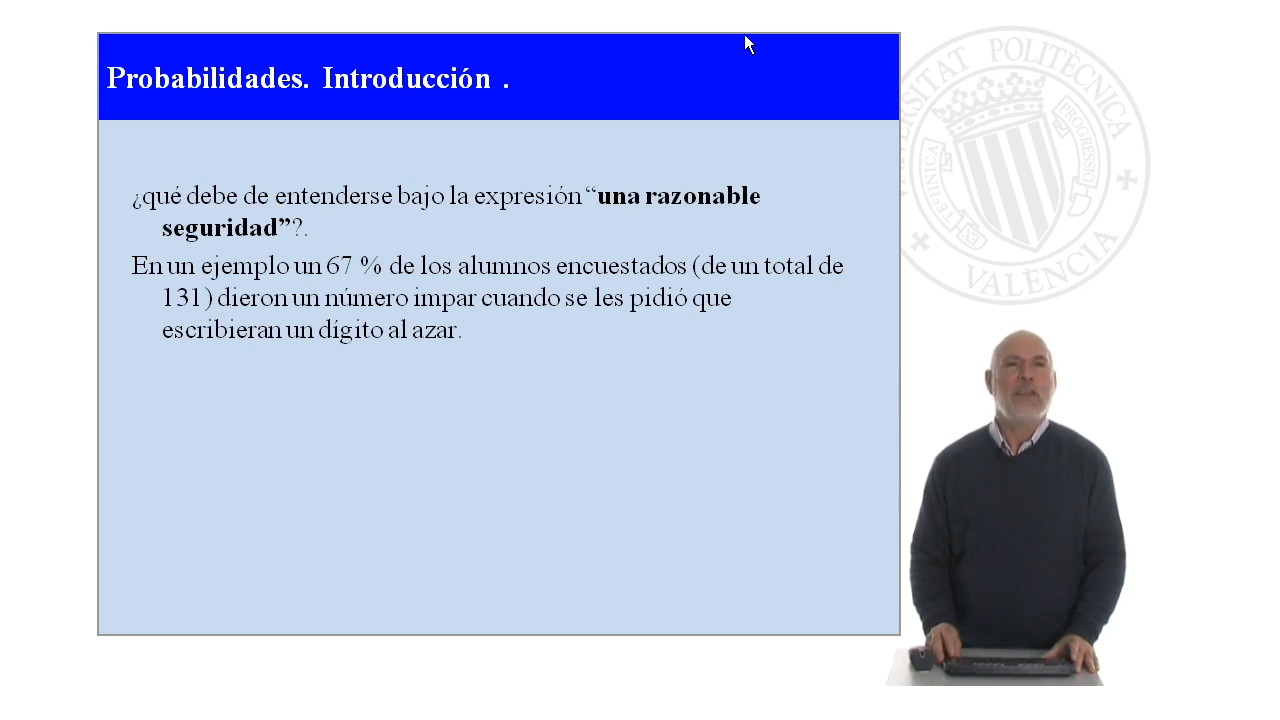 Probabilidades. Introducción .
¿qué debe de entenderse bajo la expresión “una razonable
seguridad”?.
En un ejemplo un 67 % de los alumnos encuestados (de un total de
131) dieron un número impar cuando se les pidió que
escribieran un dígito al azar.
POLITÈCNICA
VALÈNCIA